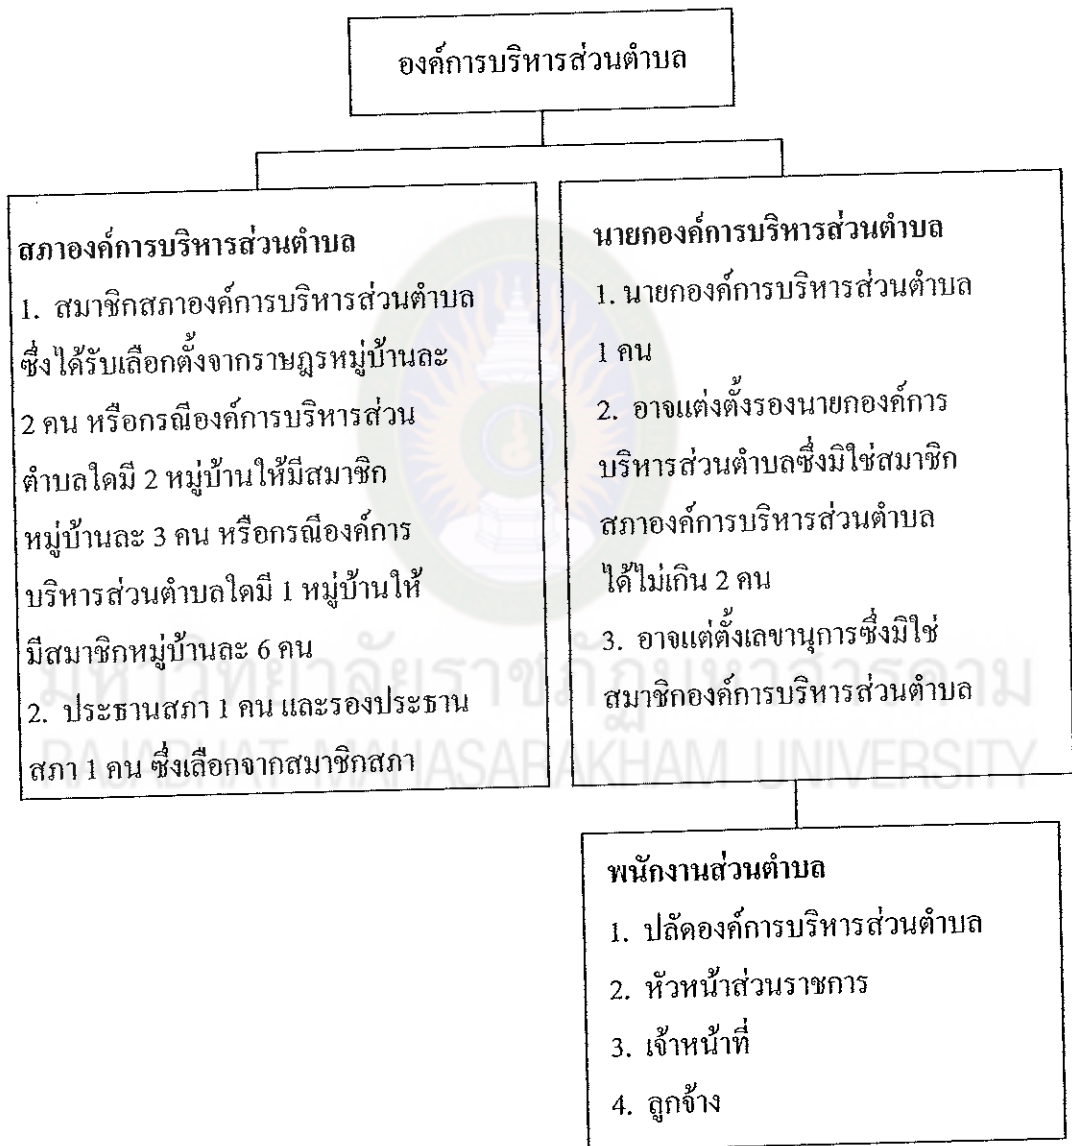 องค์การบริหารส่วนตำบล
สภาองค์การบริหารส่วนตำบล
1. สมาชิกสภาองค์การบริหารส่วนตำบล
ซึ่งได้รับเลือกตั้งจากราษฎรหมู่บ้านละ
2 คน หรือกรณีองค์การบริหารส่วน
ตำบลใดมี 2 หมู่บ้านให้มีสมาชิก
หมู่บ้านละ 3 คน หรือกรณีองค์การ
บริหารส่วนตำบลใดมี 1 หมู่บ้านให้
มีสมาชิกหมู่บ้านละ 6 คน
2. ประธานสภา 1 คน และรองประธาน
สภา 1 คน ซึ่งเลือกจากสมาชิกสภา
นายกองค์การบริหารส่วนตำบล
1. นายกองค์การบริหารส่วนตำบล
1 คน
2. อาจแต่งตั้งรองนายกองค์การ
บริหารส่วนตำบลซึ่งมิใช่สมาชิก
สภาองค์การบริหารส่วนตำบล
ได้ไม่เกิน 2 คน
3. อาจแต่ตั้งเลขานุการซึ่งมิใช่
สมาชิกองค์การบริหารส่วนตำบล
มหาวิทยาลัยราชภัฏมหาสารคาม
RAJABHAT MAHASARAKHAM UNIVERSITY
พนักงานส่วนตำบล
1. ปลัดองค์การบริหารส่วนตำบล
2. หัวหน้าส่วนราชการ
3. เจ้าหน้าที่
4. ลูกจ้าง